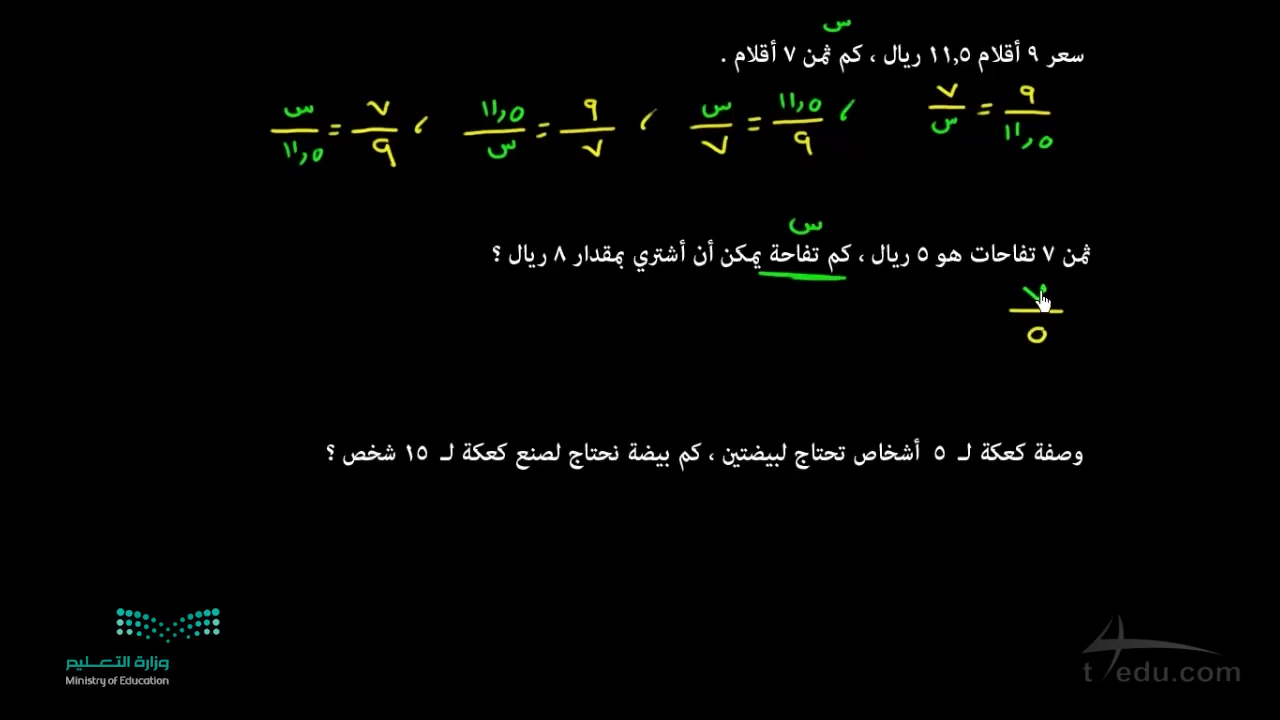 س
سعر ٩ أقلام ١١,٥ ريال ، كم ثمن ٧ أقلام .
٩/١١,٥ = ٧/س ، ١١,٥/٩ = س/٧ ، ٩/٧ = ١١,٥/س ، ٧/٩ = س/١١,٥
س
ثمن ٧ تفاحات هو ٥ ريال ، كم تفاحة يمكن أن أشتري بمقدار ٨ ريال ؟
٧/٥
وصفة كعكة لـ ٥ أشخاص تحتاج لبيضتين ، كم بيضة نحتاج لصنع كعكة لـ ١٥ شخص ؟
وزارة التعليم
Ministry of Education
t4edu.com